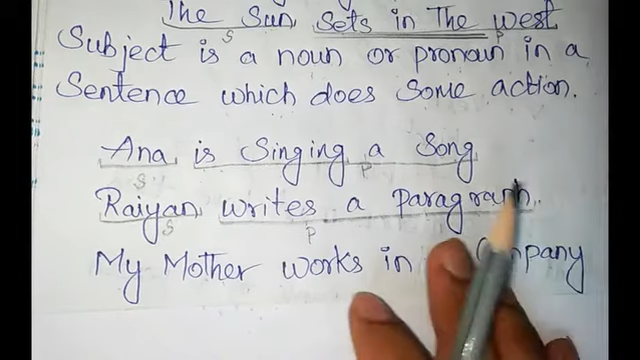 The Sun sets in The west
S P
Subject is a noun or pronoun in a
Sentence which does Some action.
Ana is Singing a Song
S P
Raiyan writes a paragraph.
S P
My Mother works in Company